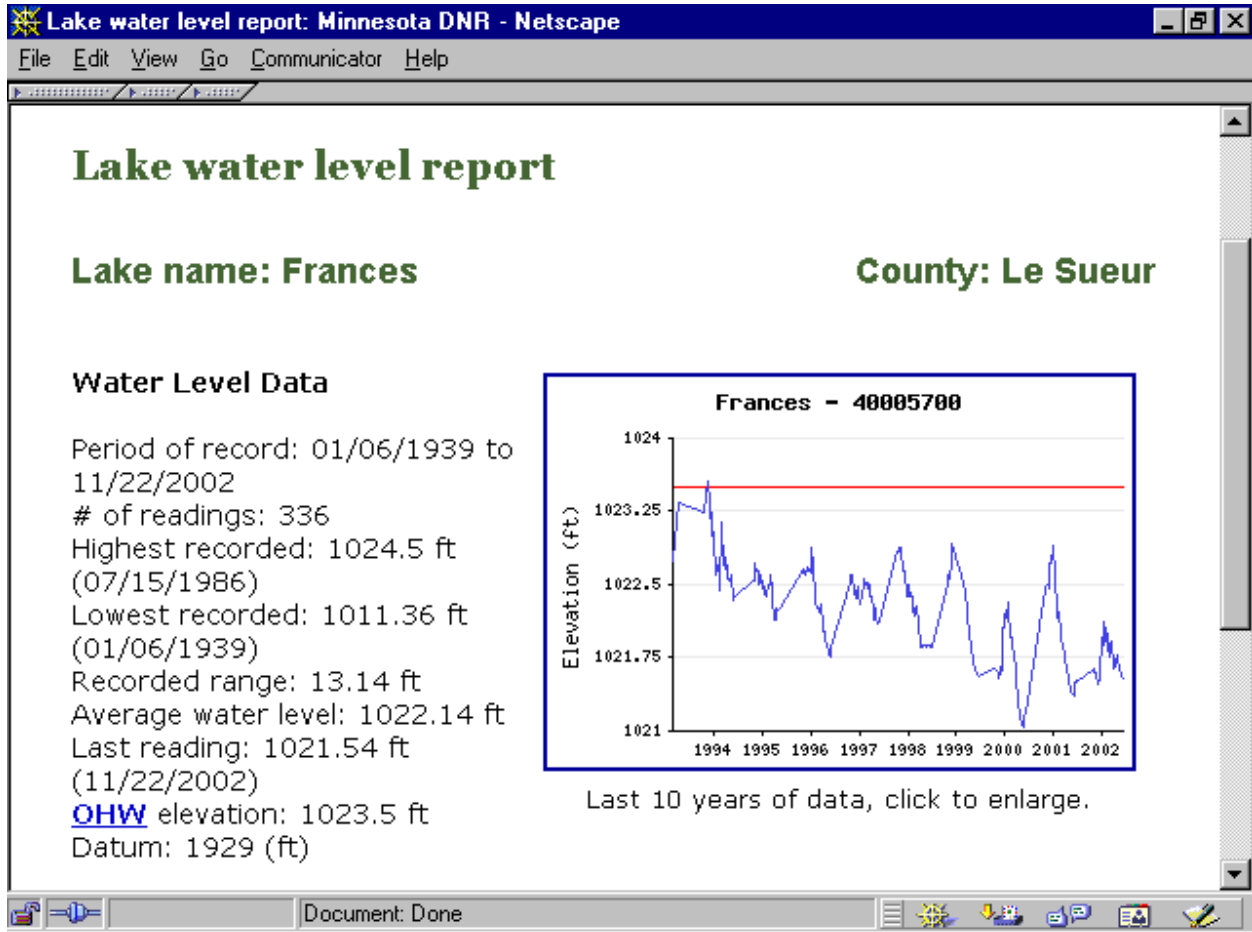 Lake water level report: Minnesota DNR - Netscape
File Edit View Go Communicator Help
Lake water level report
Lake name: Frances
County: Le Sueur
Water Level Data
Period of record: 01/06/1939 to
11/22/2002
# of readings: 336
Highest recorded: 1024.5 ft
(07/15/1986)
Lowest recorded: 1011.36 ft
(01/06/1939)
Recorded range: 13.14 ft
Average water level: 1022.14 ft
Last reading: 1021.54 ft
(11/22/2002)
OHW elevation: 1023.5 ft
Datum: 1929 (ft)
Frances - 40005700
Elevation (ft)
1024
1023.25
1022.5
1021.75
1021
1994 1995 1996 1997 1998 1999 2000 2001 2002
Last 10 years of data, click to enlarge.
Document: Done